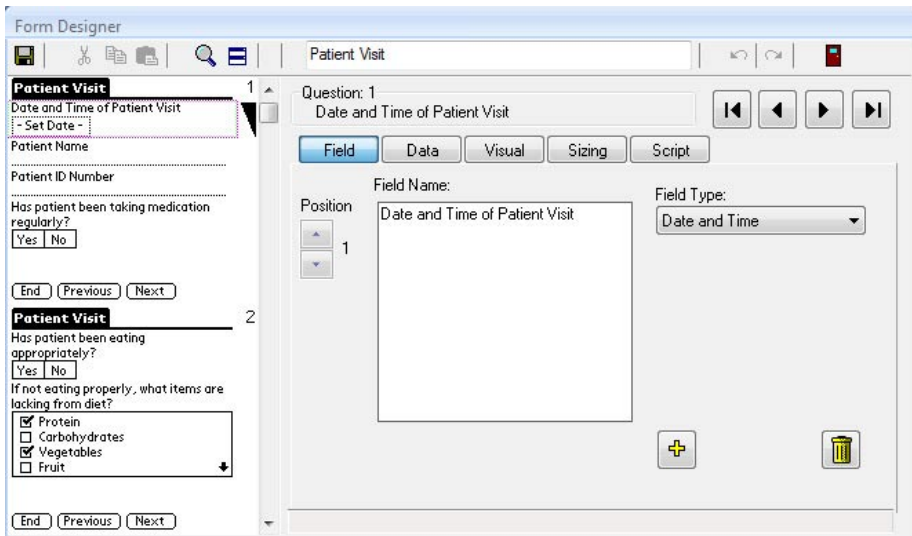 Form Designer
Patient Visit
Patient Visit 1
Date and Time of Patient Visit
- Set Date -
Patient Name
Patient ID Number
Has patient been taking medication
regularly?
Yes No
End Previous Next
Patient Visit 2
Has patient been eating
appropriately?
Yes No
If not eating properly, what items are
lacking from diet?
Protein
Carbohydrates
Vegetables
Fruit
End Previous Next
Question: 1
Date and Time of Patient Visit
Field Data Visual Sizing Script
Position
1
Field Name:
Date and Time of Patient Visit
Field Type:
Date and Time